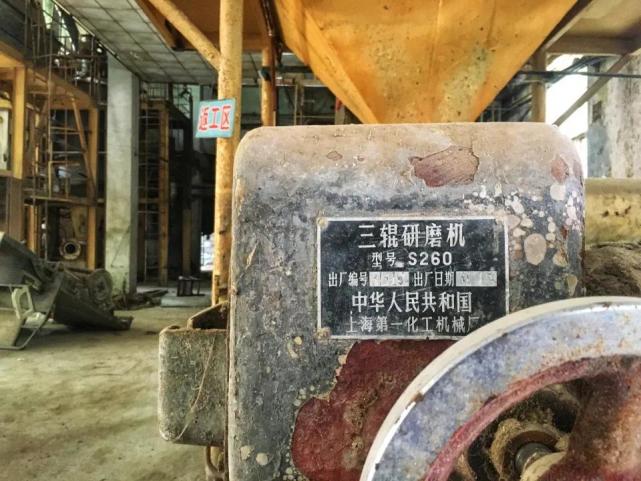 返工区
三辊研磨机
型号 S260
出厂编号 出厂日期
中华人民共和国
上海第一化工机械厂